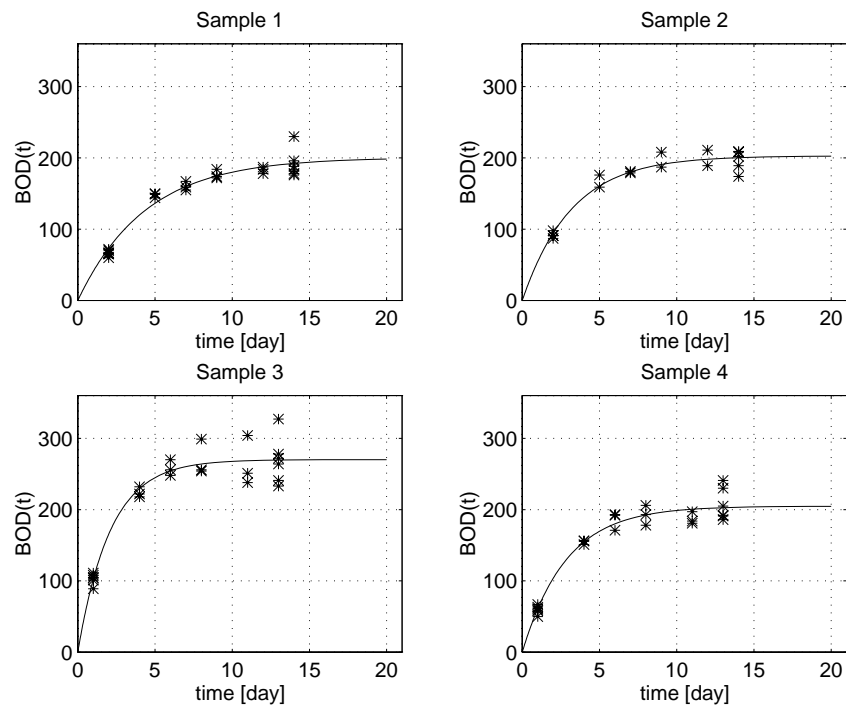 Sample 1
300
200
100
0
BOD(t)
0 5 10 15 20
time [day]
Sample 2
300
200
100
0
BOD(t)
0 5 10 15 20
time [day]
Sample 3
300
200
100
0
BOD(t)
0 5 10 15 20
time [day]
Sample 4
300
200
100
0
BOD(t)
0 5 10 15 20
time [day]